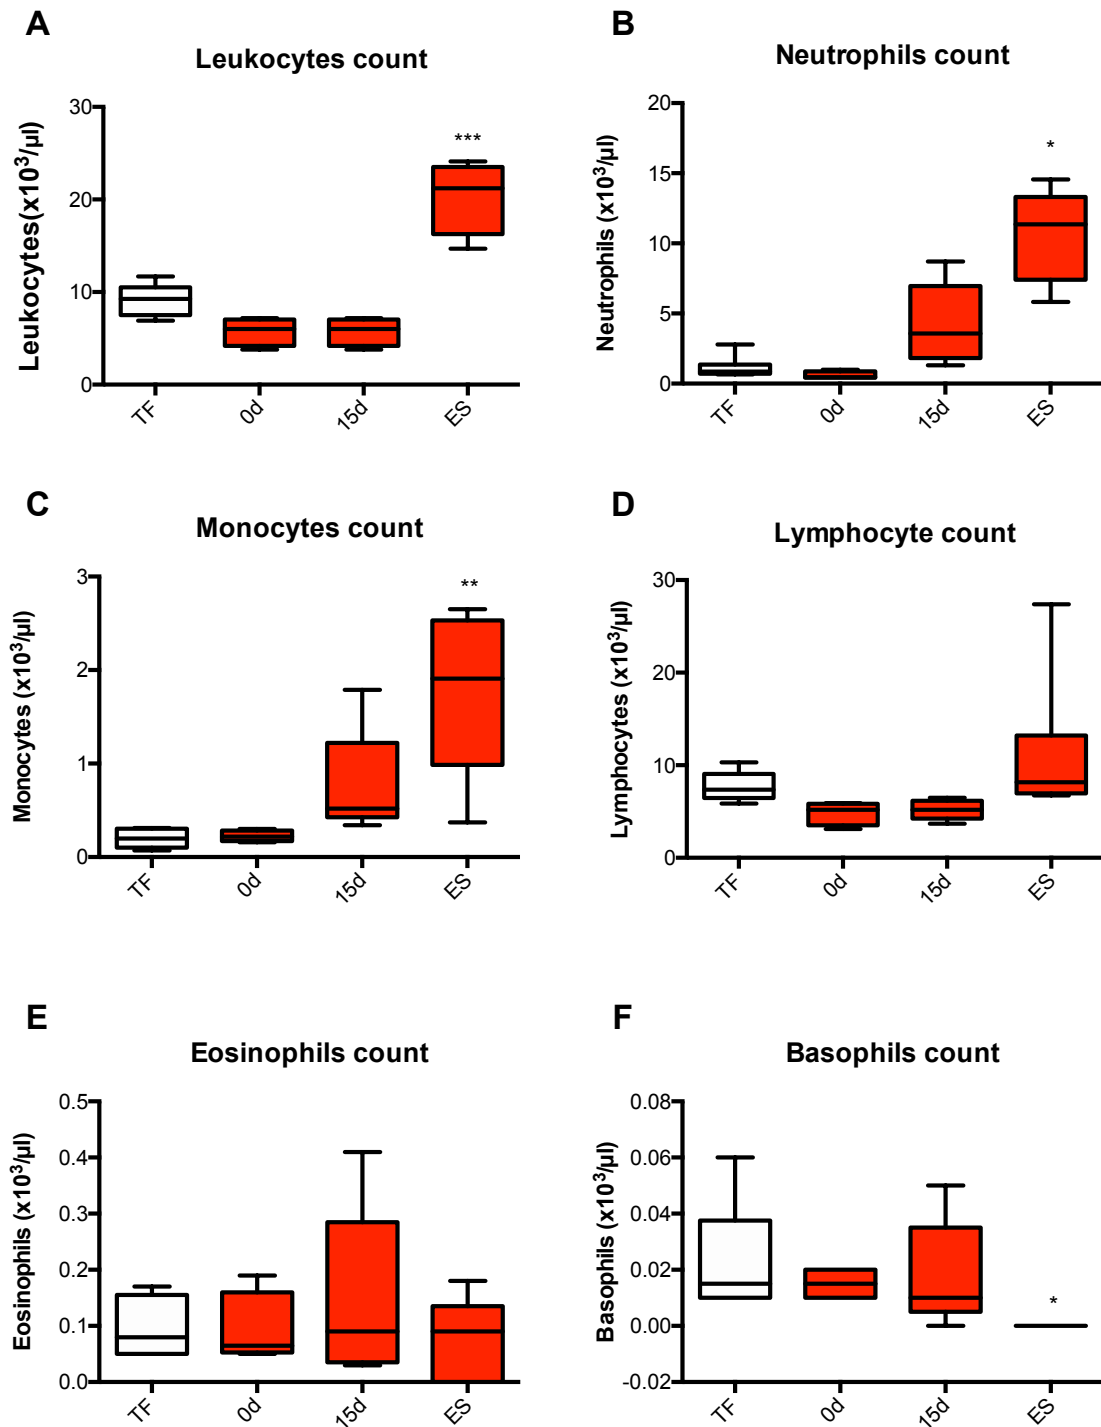 A
Leukocytes count
Leukocytes(x10³/µl)
30
20
10
0
***
TF
0d
15d
ES
B
Neutrophils count
Neutrophils (x10³/µl)
20
15
10
5
0
*
TF
0d
15d
ES
C
Monocytes count
Monocytes (x10³/µl)
3
2
1
0
**
TF
0d
15d
ES
D
Lymphocyte count
Lymphocytes (x10³/µl)
30
20
10
0
TF
0d
15d
ES
E
Eosinophils count
Eosinophils (x10³/µl)
0.5
0.4
0.3
0.2
0.1
0.0
TF
0d
15d
ES
F
Basophils count
Basophils (x10³/µl)
0.08
0.06
0.04
0.02
0.00
-0.02
*
TF
0d
15d
ES